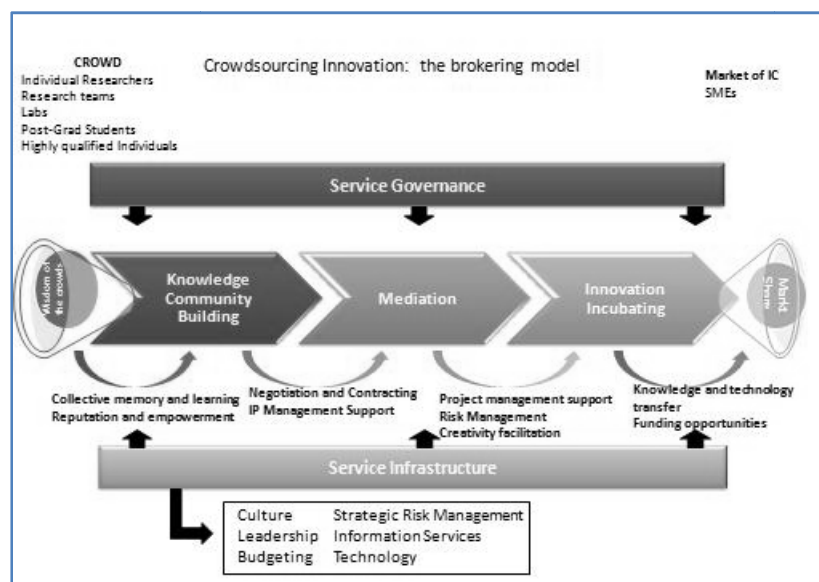 Crowdsourcing Innovation: the brokering model
CROWD
Individual Researchers
Research teams
Labs
Post-Grad Students
Highly qualified Individuals
Market of IC
SMEs
Service Governance
Wisdom of
the crowds
Knowledge
Community
Building
Mediation
Innovation
Incubating
Markt
Collective memory and learning
Reputation and empowerment
Negotiation and Contracting
IP Management Support
Project management support
Risk Management
Creativity facilitation
Knowledge and technology
transfer
Funding opportunities
Service Infrastructure
Culture Strategic Risk Management
Leadership Information Services
Budgeting Technology